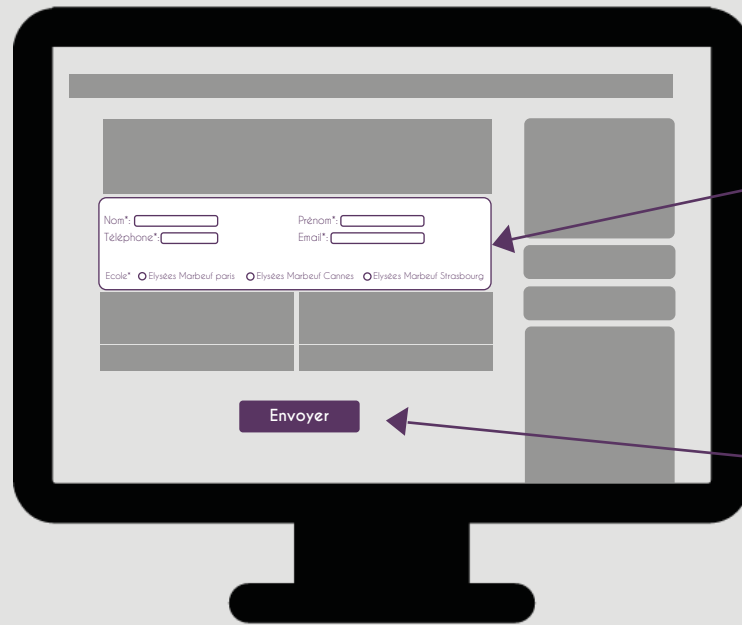 Nom*: Prénom*:
Téléphone*: Email*:
Ecole* Elysées Marbeuf paris Elysées Marbeuf Cannes Elysées Marbeuf Strasbourg
Envoyer